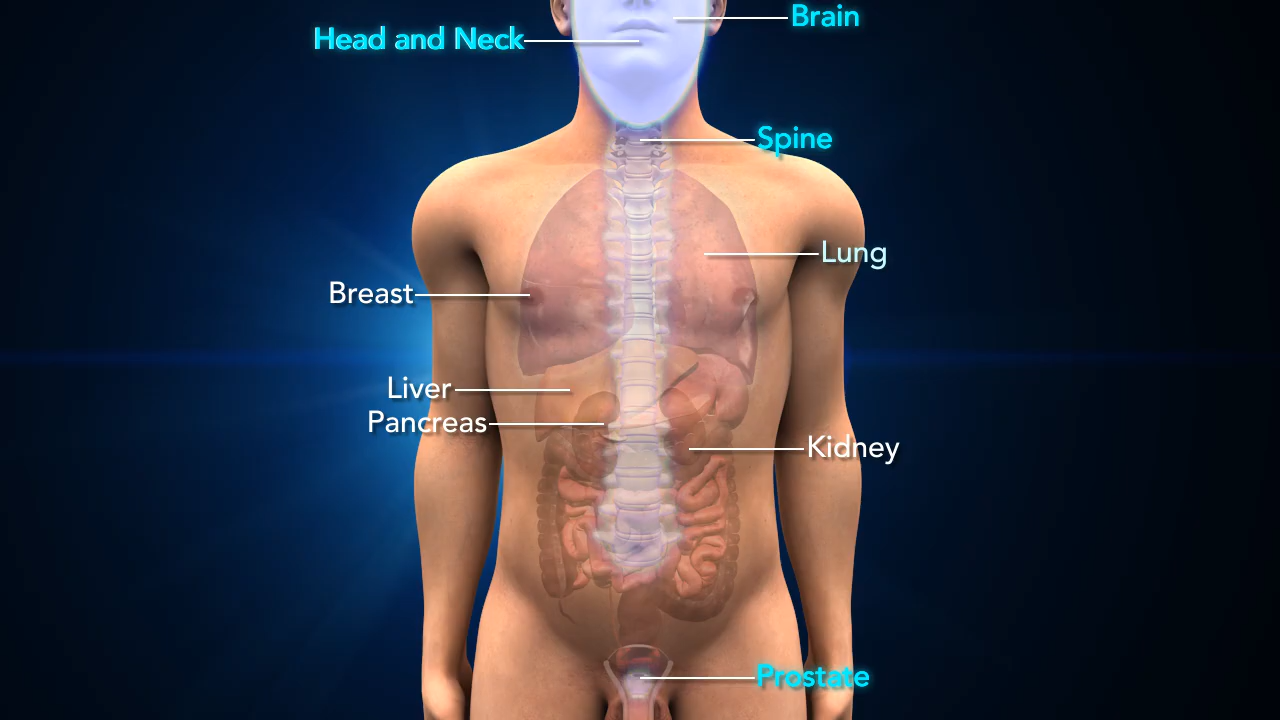 Brain
Head and Neck
Spine
Lung
Breast
Liver
Pancreas
Kidney
Prostate